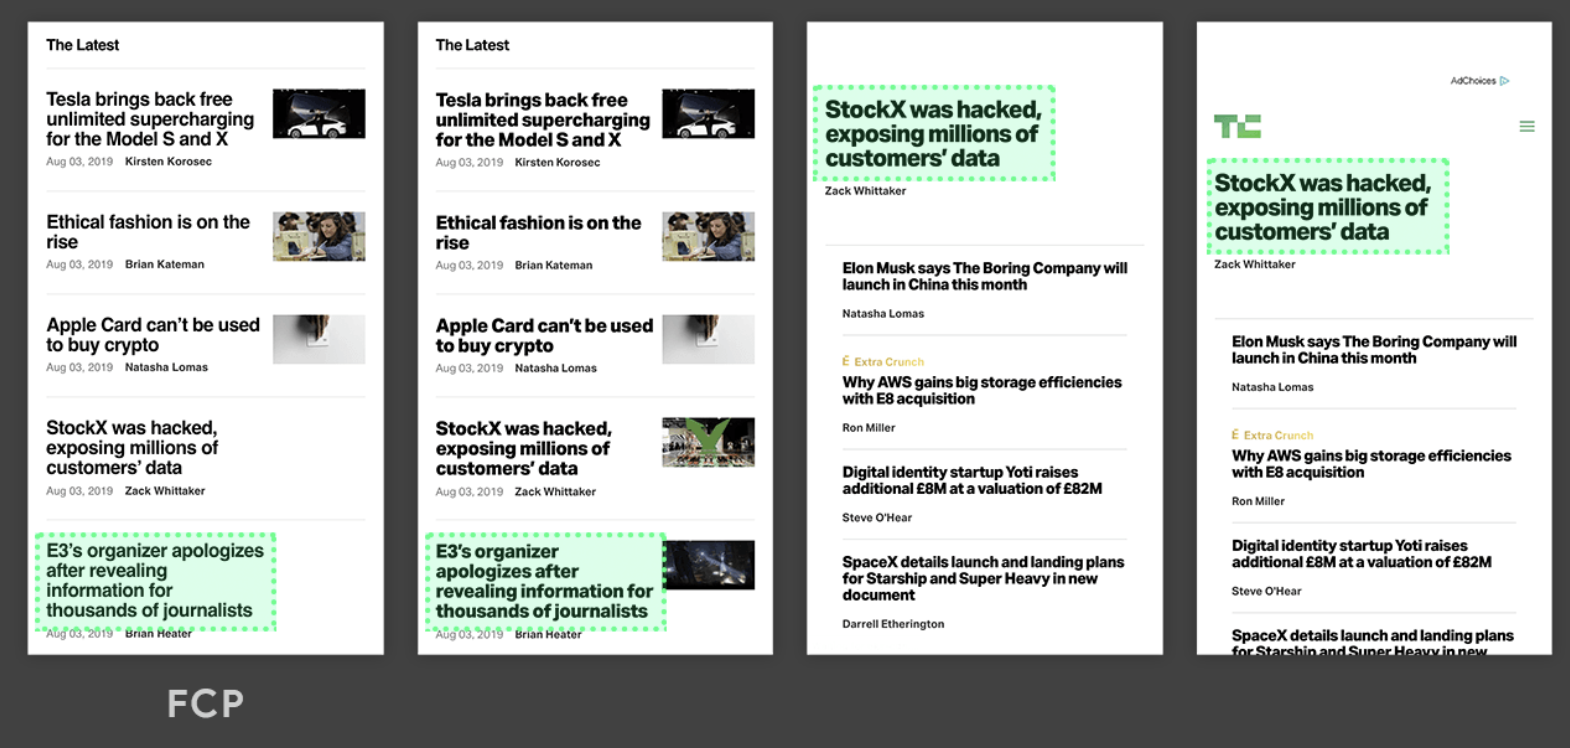 The Latest
Tesla brings back free
unlimited supercharging
for the Model S and X
Aug 03, 2019 Kirsten Korosec
Ethical fashion is on the
rise
Aug 03, 2019 Brian Kateman
Apple Card can't be used
to buy crypto
Aug 03, 2019 Natasha Lomas
StockX was hacked,
exposing millions of
customers' data
Aug 03, 2019 Zack Whittaker
E3's organizer apologizes
after revealing
information for
thousands of journalists
Aug 03, 2019 Brian Heater
FCP
The Latest
Tesla brings back free
unlimited supercharging
for the Model S and X
Aug 03, 2019 Kirsten Korosec
Ethical fashion is on the
rise
Aug 03, 2019 Brian Kateman
Apple Card can't be used
to buy crypto
Aug 03, 2019 Natasha Lomas
StockX was hacked,
exposing millions of
customers' data
Aug 03, 2019 Zack Whittaker
E3's organizer
apologizes after
revealing information for
thousands of journalists
Aug 03, 2019 Brian Heater
StockX was hacked,
exposing millions of
customers' data
Zack Whittaker
Elon Musk says The Boring Company will
launch in China this month
Natasha Lomas
É Extra Crunch
Why AWS gains big storage efficiencies
with E8 acquisition
Ron Miller
Digital identity startup Yoti raises
additional £8M at a valuation of £82M
Steve O'Hear
SpaceX details launch and landing plans
for Starship and Super Heavy in new
document
Darrell Etherington
AdChoices
TC
StockX was hacked,
exposing millions of
customers' data
Zack Whittaker
Elon Musk says The Boring Company will
launch in China this month
Natasha Lomas
É Extra Crunch
Why AWS gains big storage efficiencies
with E8 acquisition
Ron Miller
Digital identity startup Yoti raises
additional £8M at a valuation of £82M
Steve O'Hear
SpaceX details launch and landing plans
for Starship and Super Heavy in new